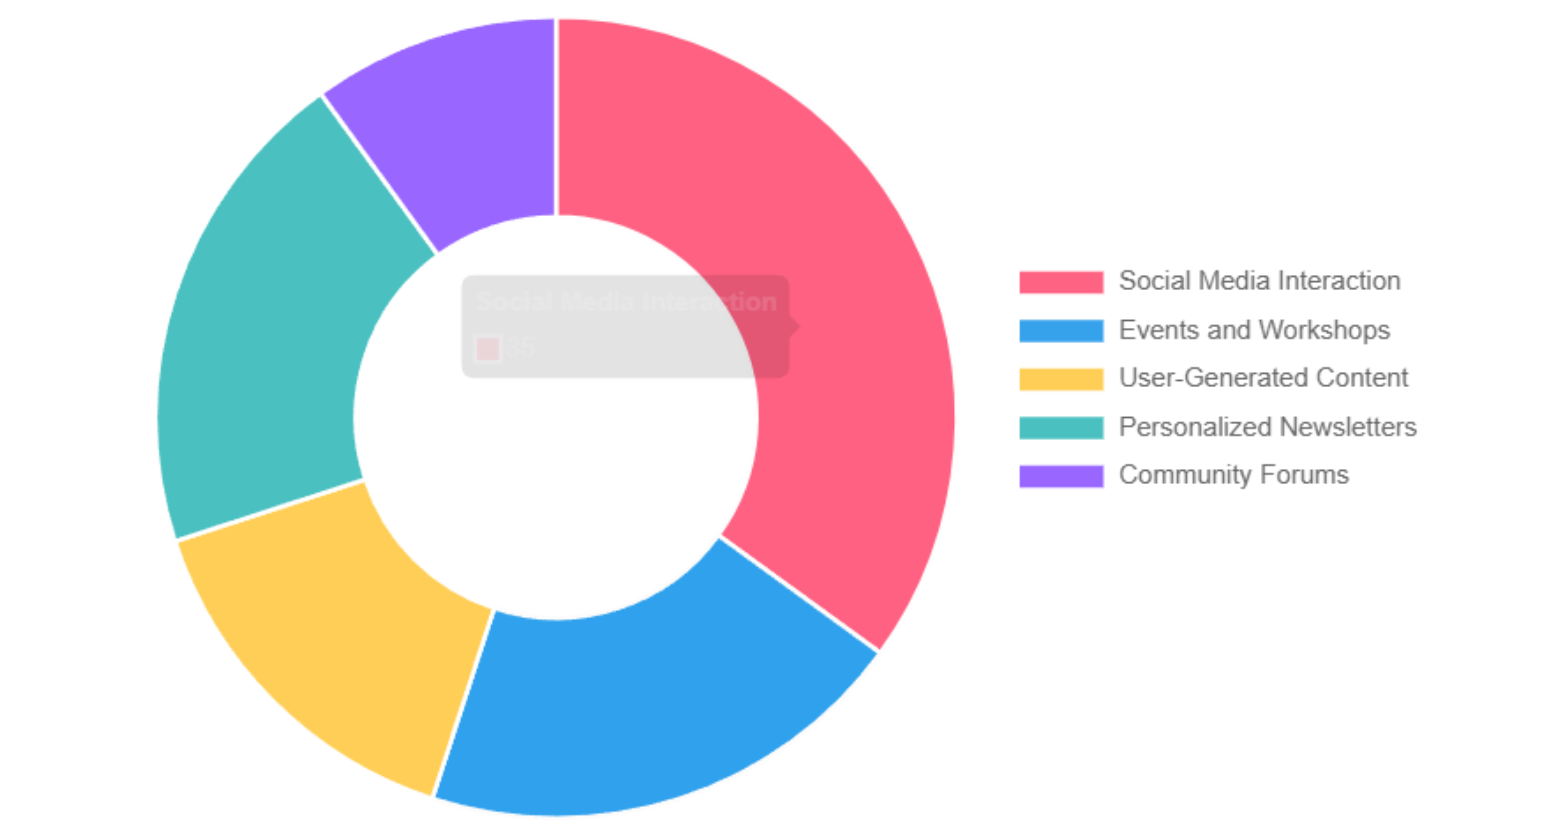 Social Media Interaction
35
Social Media Interaction
Events and Workshops
User-Generated Content
Personalized Newsletters
Community Forums